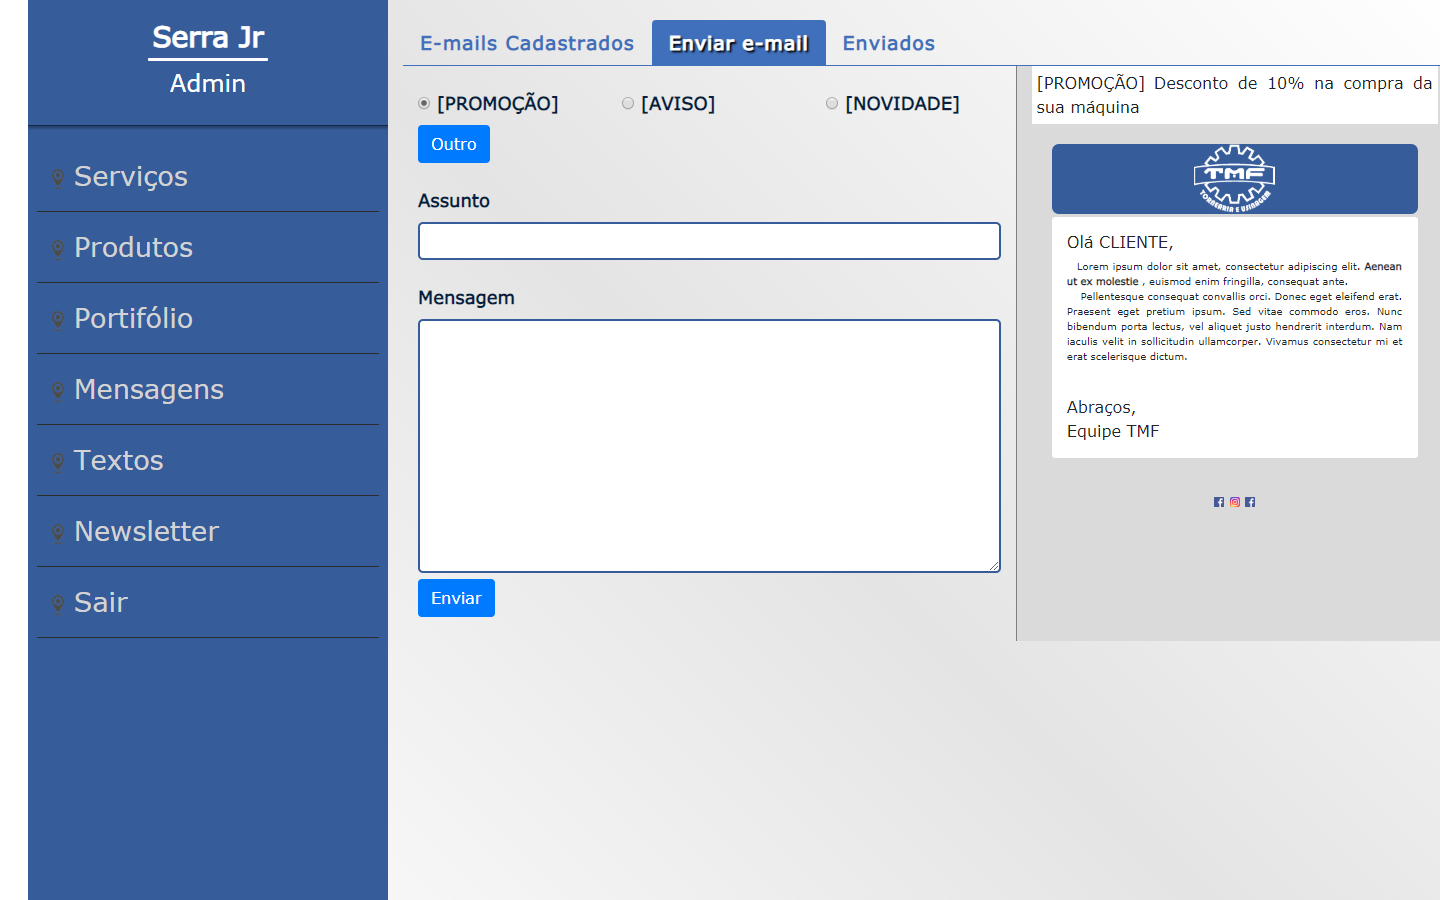 Serra Jr
Admin
Serviços
Produtos
Portifólio
Mensagens
Textos
Newsletter
Sair
E-mails Cadastrados
Enviar e-mail
Enviados
[PROMOÇÃO]
[AVISO]
[NOVIDADE]
Outro
Assunto
Mensagem
Enviar
[PROMOÇÃO] Desconto de 10% na compra da
sua máquina
TMF
TORNEARIA E USINAGEM
Olá CLIENTE,
Lorem ipsum dolor sit amet, consectetur adipiscing elit. Aenean
ut ex molestie , euismod enim fringilla, consequat ante.
Pellentesque consequat convallis orci. Donec eget eleifend erat.
Praesent eget pretium ipsum. Sed vitae commodo eros. Nunc
bibendum porta lectus, vel aliquet justo hendrerit interdum. Nam
iaculis velit in sollicitudin ullamcorper. Vivamus consectetur mi et
erat scelerisque dictum.
Abraços,
Equipe TMF